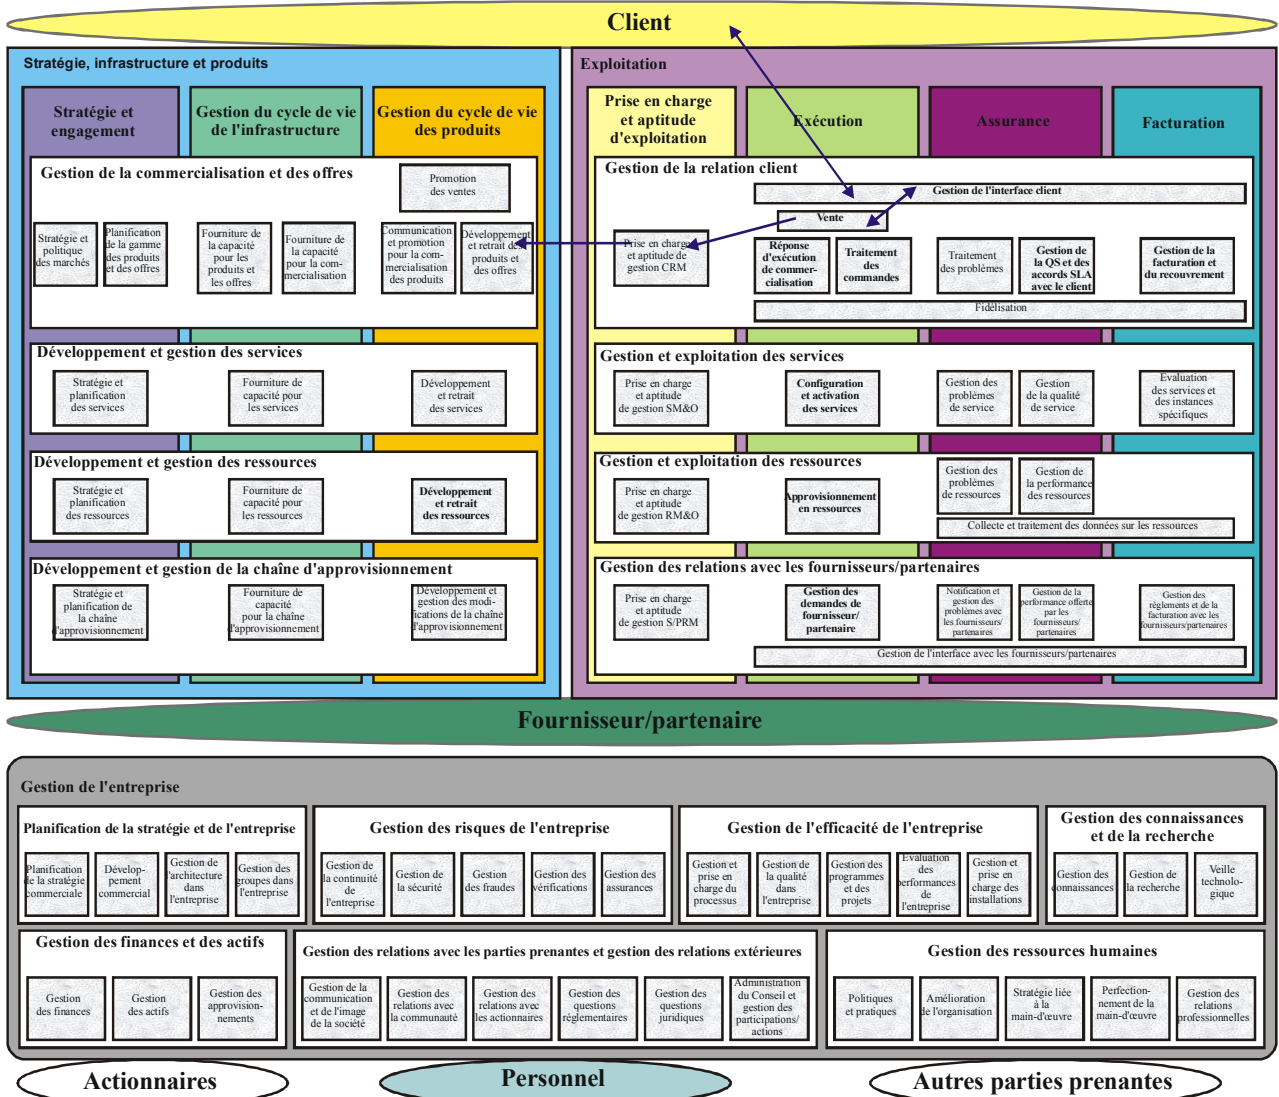 Client
Stratégie, infrastructure et produits
Stratégie et
engagement
Gestion du cycle de vie
de l'infrastructure
Gestion du cycle de vie
des produits
Gestion de la commercialisation et des offres
Promotion
des ventes
Stratégie et
politique
des marchés
Planification
de la gamme
des produits
et des offres
Fourniture de
la capacité
pour les
produits et
les offres
Fourniture de
la capacité
pour la com-
mercialisation
Communication
et promotion
pour la com-
mercialisation
des produits
Développement
et retrait des
produits et
des offres
Développement et gestion des services
Stratégie et
planification
des services
Fourniture de
capacité pour
les services
Développement
et retrait
des services
Développement et gestion des ressources
Stratégie et
planification
des ressources
Fourniture de
capacité pour
les ressources
Développement
et retrait
des ressources
Développement et gestion de la chaîne d'approvisionnement
Stratégie et
planification de
la chaîne
d'approvisionnement
Fourniture de
capacité
pour la chaîne
d'approvisionnement
Développement et
gestion des modi-
fications de la chaîne
d'approvisionnement
Exploitation
Prise en charge
et aptitude
d'exploitation
Exécution
Assurance
Facturation
Gestion de la relation client
Gestion de l'interface client
Vente
Prise en charge
et aptitude de
gestion CRM
Réponse
d'exécution
de commer-
cialisation
Traitement
des
commandes
Traitement
des problèmes
Gestion de
la QS et des
accords SLA
avec le client
Gestion de la
facturation et
du recouvrement
Fidélisation
Gestion et exploitation des services
Prise en charge
et aptitude
de gestion SM&O
Configuration
et activation
des services
Gestion des
problèmes
de service
Gestion
de la qualité
de service
Evaluation
des services et
des instances
spécifiques
Gestion et exploitation des ressources
Prise en charge
et aptitude
de gestion RM&O
Approvisionnement
en ressources
Gestion des
problèmes
de ressources
Gestion de
la performance
des ressources
Collecte et traitement des données sur les ressources
Gestion des relations avec les fournisseurs/partenaires
Prise en charge
et aptitude
de gestion S/PRM
Gestion des
demandes de
fournisseur/
partenaire
Notification et
gestion des
problèmes avec
les fournisseurs/
partenaires
Gestion de la
performance offerte
par les
fournisseurs/
partenaires
Gestion des
règlements et de la
facturation avec les
fournisseurs/partenaires
Gestion de l'interface avec les fournisseurs/partenaires
Fournisseur/partenaire
Gestion de l'entreprise
Planification de la stratégie et de l'entreprise
Planification
de la stratégie
commerciale
Dévelop-
pement
commercial
Gestion de
l'architecture
dans
l'entreprise
Gestion des
groupes dans
l'entreprise
Gestion des risques de l'entreprise
Gestion de
la continuité
de
l'entreprise
Gestion de
la sécurité
Gestion
des fraudes
Gestion des
vérifications
Gestion des
assurances
Gestion de l'efficacité de l'entreprise
Gestion et
prise en
charge du
processus
Gestion de
la qualité
dans
l'entreprise
Gestion des
programmes
et des
projets
Evaluation
des
performances
de
l'entreprise
Gestion et
prise en
charge des
installations
Gestion des connaissances
et de la recherche
Gestion des
connaissances
Gestion de
la recherche
Veille
technolo-
gique
Gestion des finances et des actifs
Gestion
des finances
Gestion
des actifs
Gestion des
approvision-
nements
Gestion des relations avec les parties prenantes et gestion des relations extérieures
Gestion de la
communication
et de l'image
de la société
Gestion des
relations avec
la communauté
Gestion des
relations avec
les actionnaires
Gestion des
questions
réglementaires
Gestion des
questions
juridiques
Administration
du Conseil et
gestion des
participations/
actions
Gestion des ressources humaines
Politiques
et pratiques
Amélioration
de l'organisation
Stratégie liée
à la
main-d'œuvre
Perfection-
nement de la
main-d'œuvre
Gestion des
relations
professionnelles
Actionnaires
Personnel
Autres parties prenantes